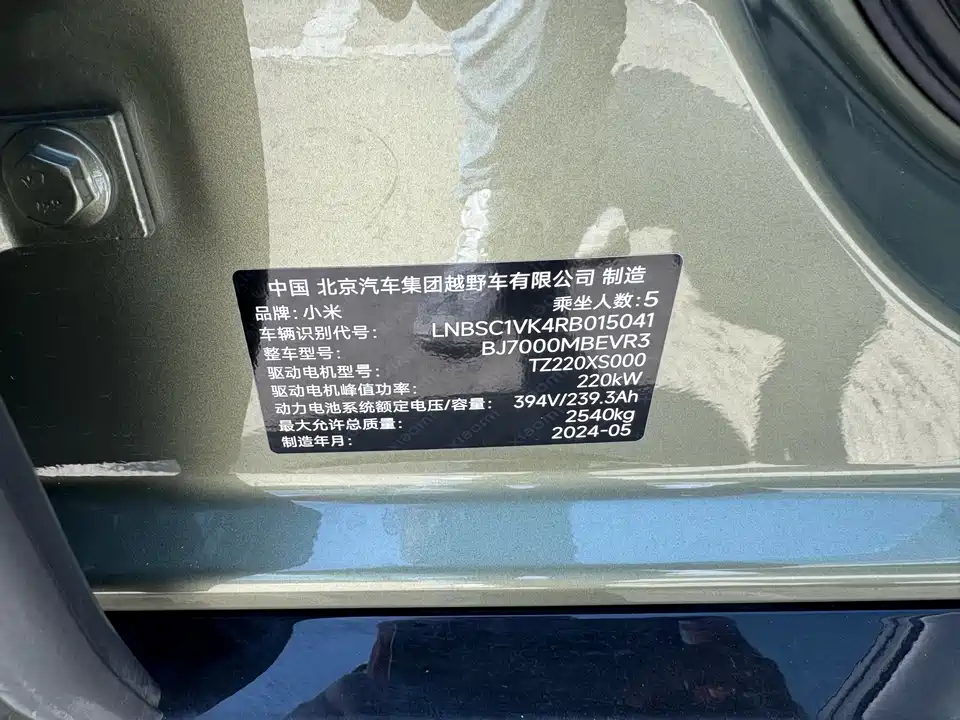 中国 北京汽车集团越野车有限公司 制造
品牌: 小米 乘坐人数: 5
车辆识别代号: LNBSC1VK4RB015041
整车型号: BJ7000MBEVR3
驱动电机型号: TZ220XS000
驱动电机峰值功率: 220kW
动力电池系统额定电压/容量: 394V/239.3Ah
最大允许总质量: 2540kg
制造年月: 2024-05